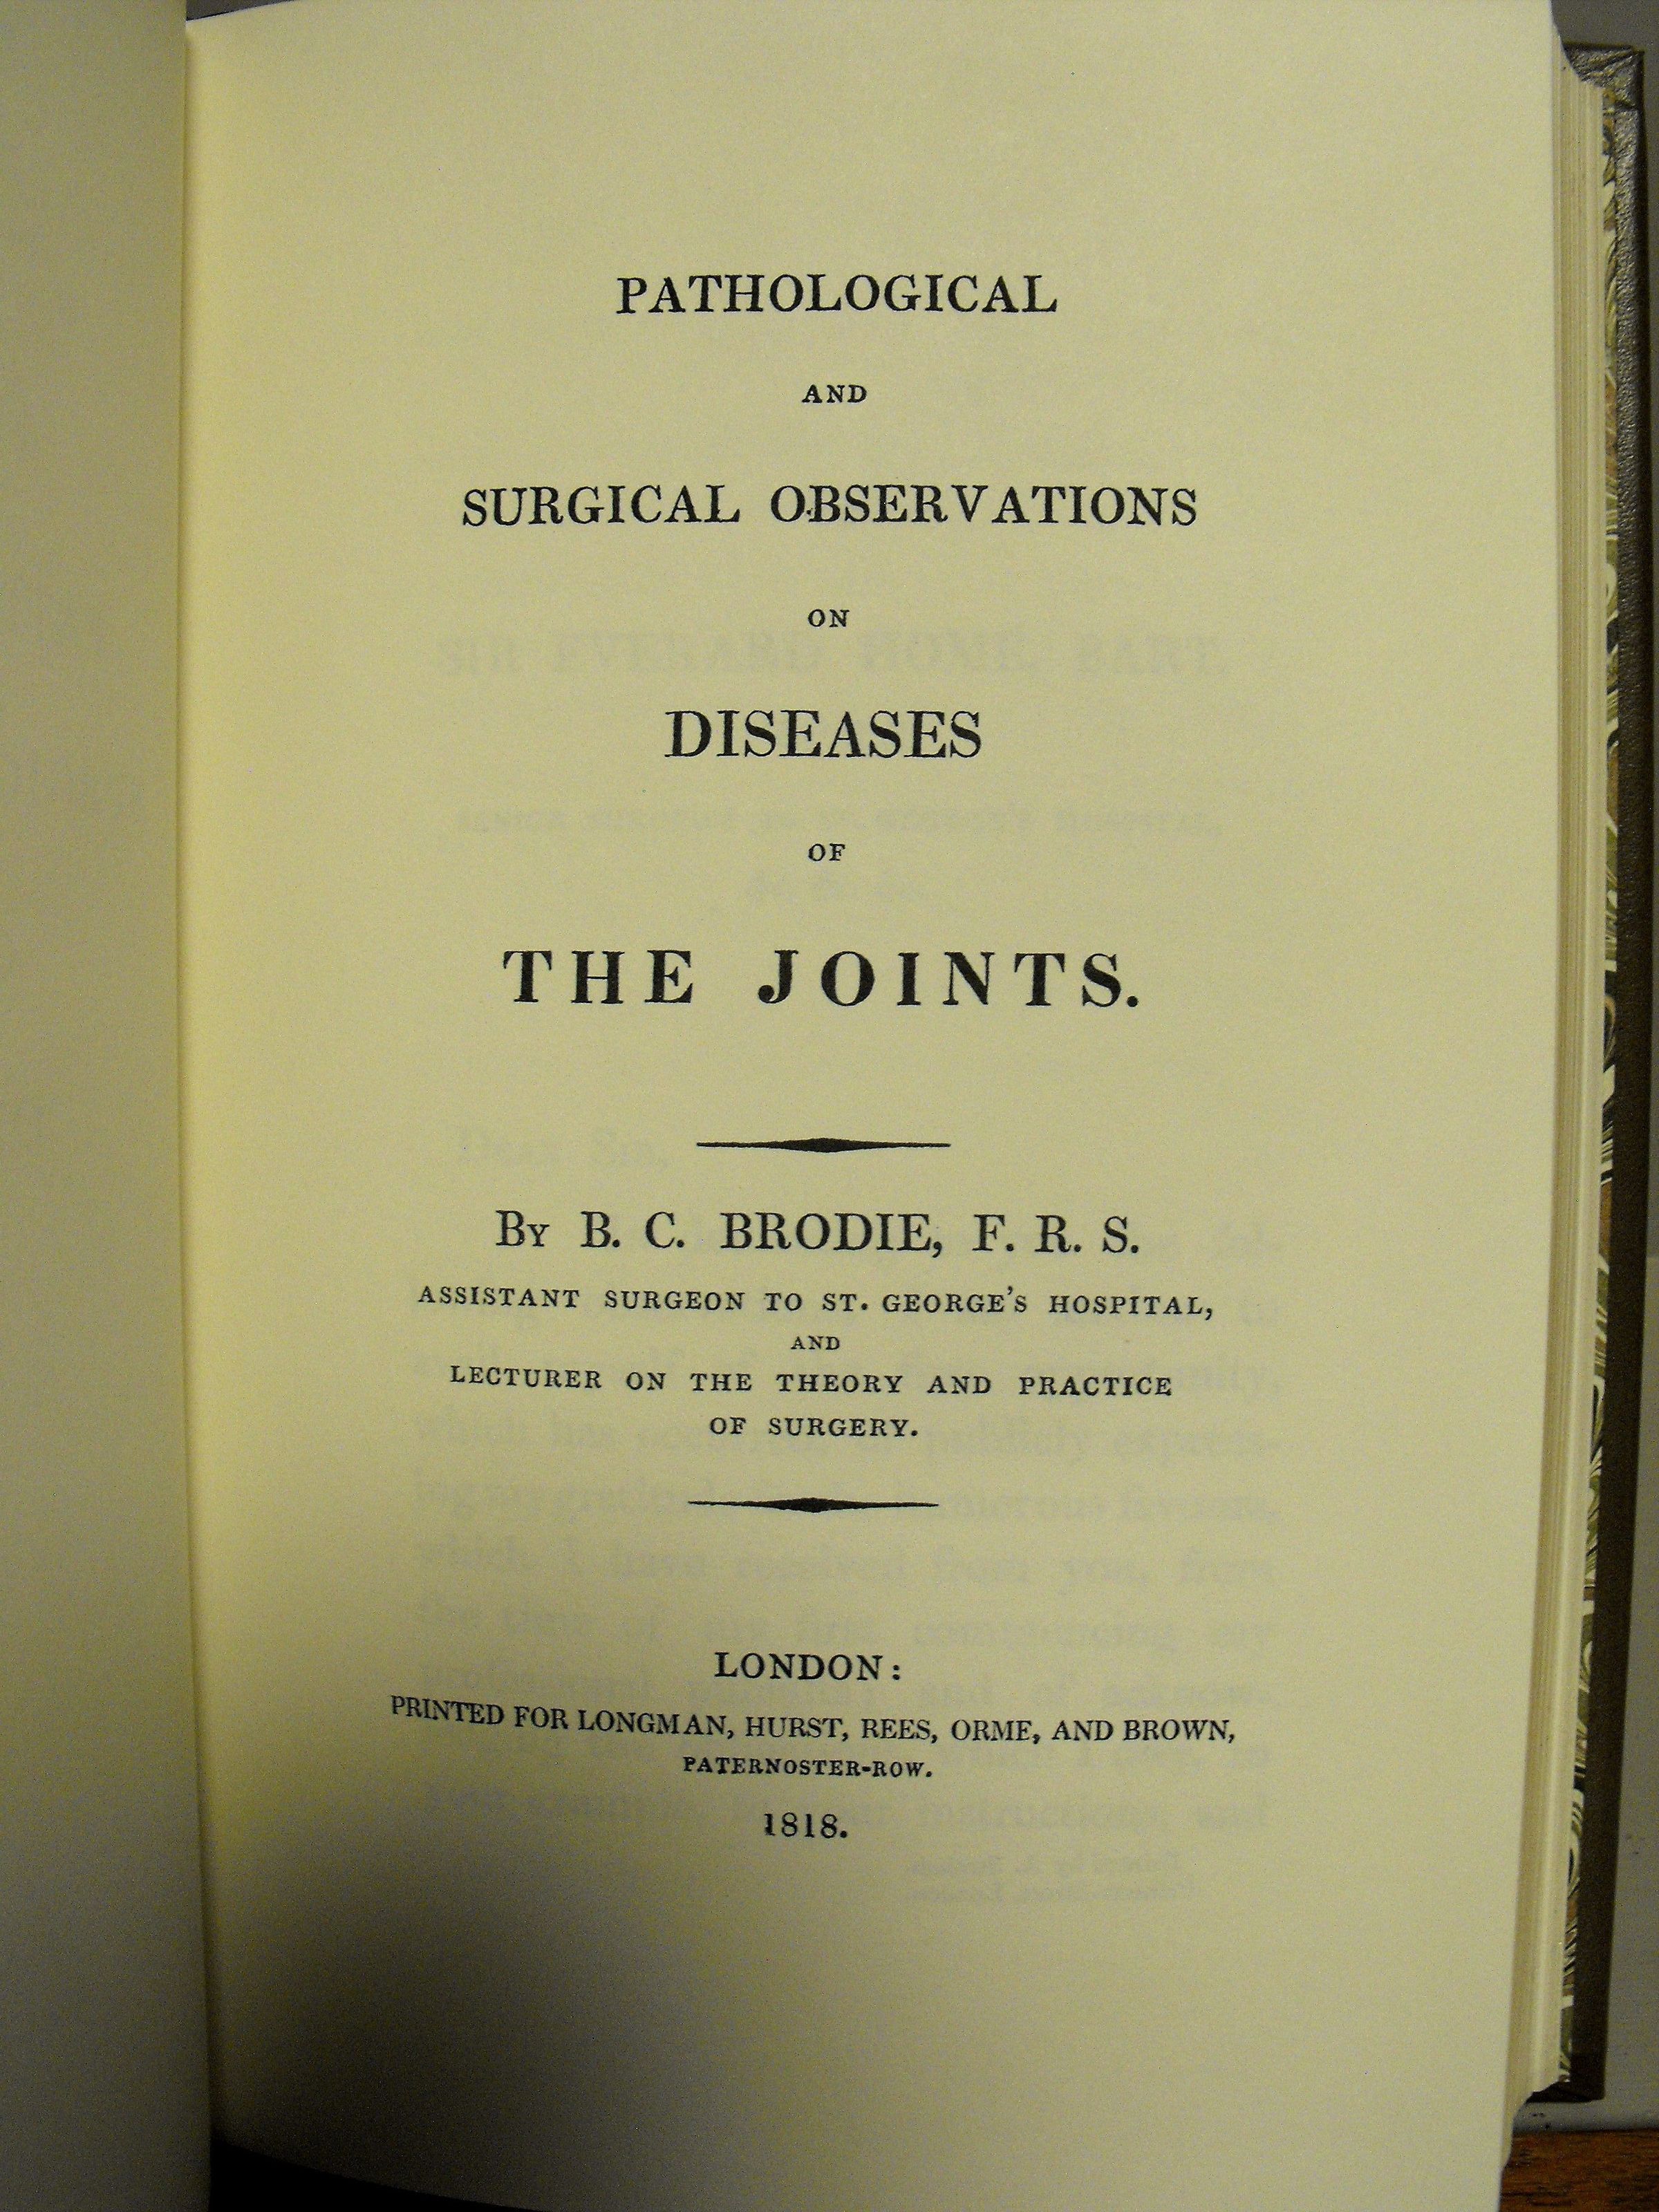 PATHOLOGICAL
AND
SURGICAL OBSERVATIONS
ON
DISEASES
OF
THE JOINTS.
BY B. C. BRODIE, F. R. S.
ASSISTANT SURGEON TO ST. GEORGE'S HOSPITAL,
AND
LECTURER ON THE THEORY AND PRACTICE
OF SURGERY.
LONDON:
PRINTED FOR LONGMAN, HURST, REES, ORME, AND BROWN,
PATERNOSTER-ROW.
1818.